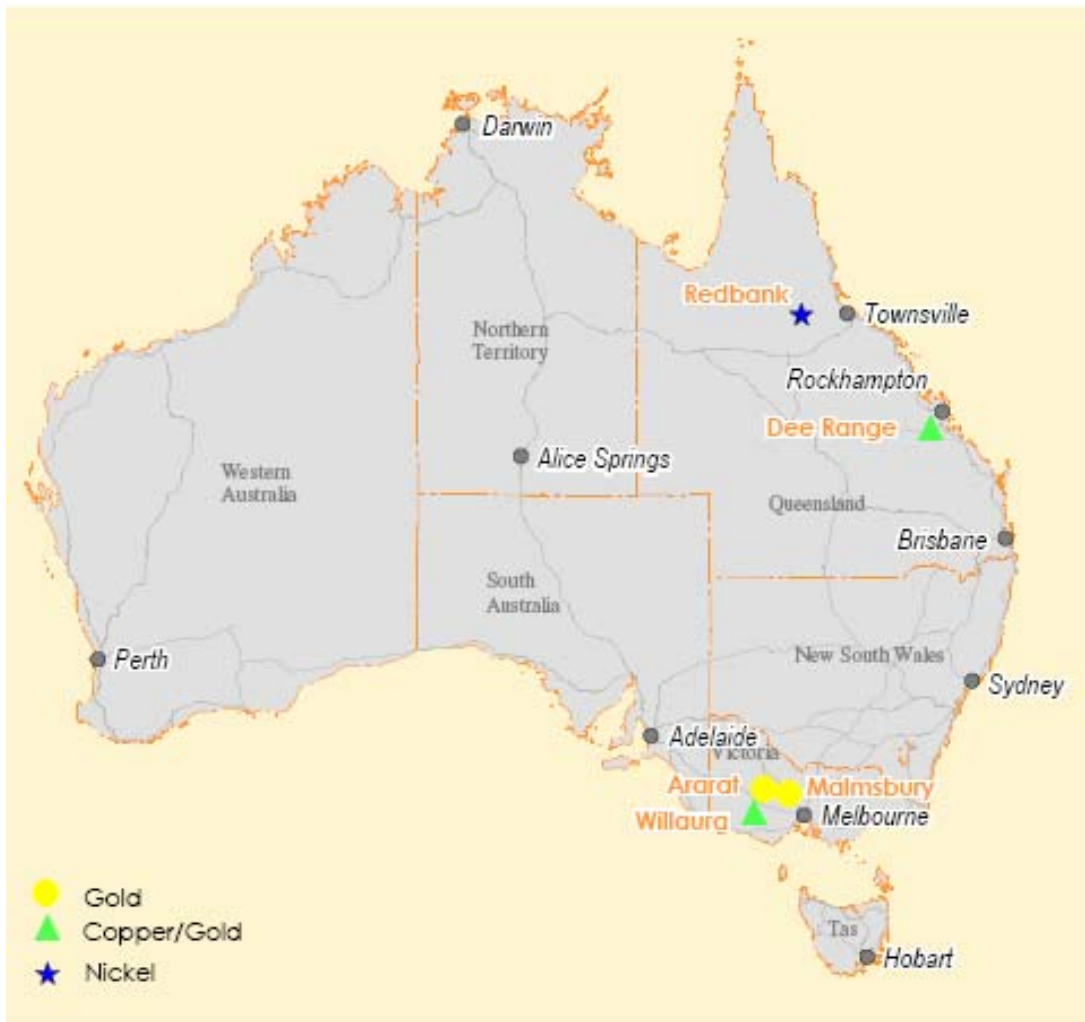 Darwin
Redbank
Townsville
Northern
Territory
Rockhampton
Dee Range
Alice Springs
Western
Australia
Queensland
Brisbane
South
Australia
New South Wales
Perth
Sydney
Adelaide
Victoria
Ararat
Malmsbury
Willaura
Melbourne
Gold
Copper/Gold
Tas
Hobart
Nickel